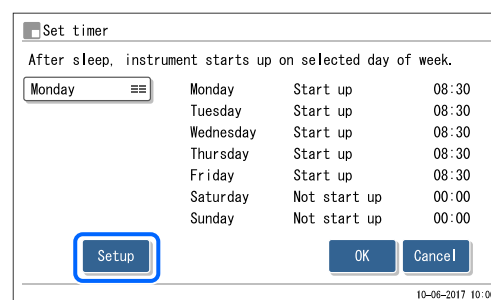 Set timer
After sleep, instrument starts up on selected day of week.
Monday Monday Start up 08:30
Tuesday Start up 08:30
Wednesday Start up 08:30
Thursday Start up 08:30
Friday Start up 08:30
Saturday Not start up 00:00
Sunday Not start up 00:00
Setup OK Cancel
10-06-2017